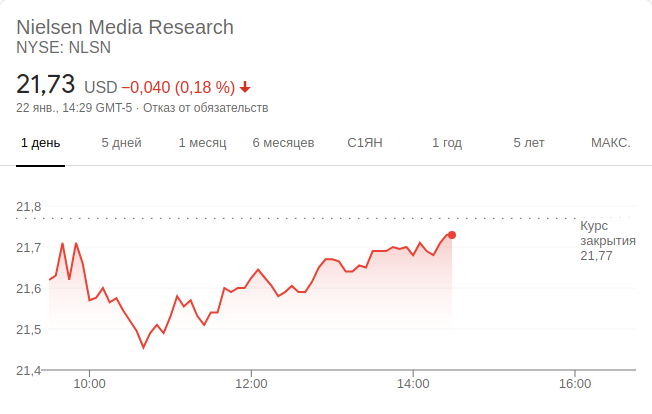 Nielsen Media Research
NYSE: NLSN
21,73 USD −0,040 (0,18 %)
22 янв., 14:29 GMT-5 · Отказ от обязательств
1 день 5 дней 1 месяц 6 месяцев С1ЯН 1 год 5 лет МАКС.
21,8
Курс
закрытия
21,77
21,7
21,6
21,5
21,4
10:00 12:00 14:00 16:00